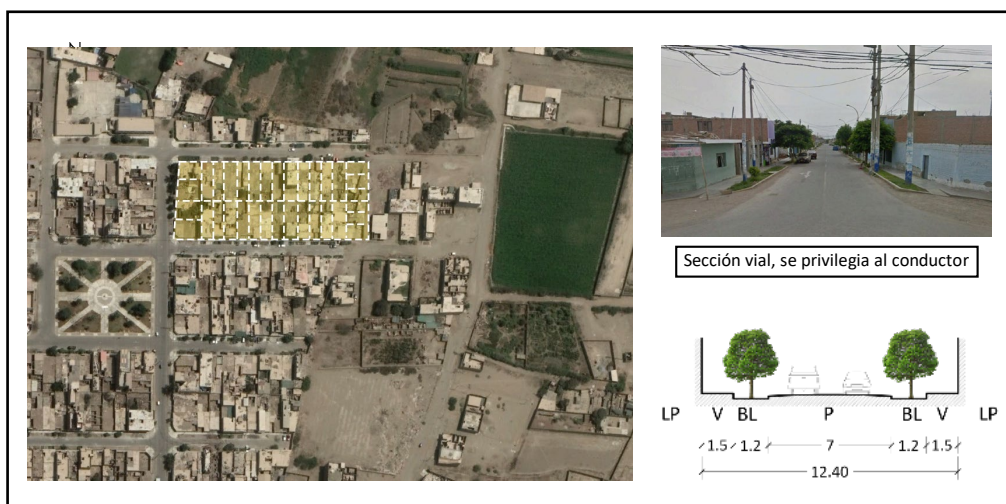 N
Sección vial, se privilegia al conductor
LP V BL P BL V LP
1.5 1.2 7 1.2 1.5
12.40